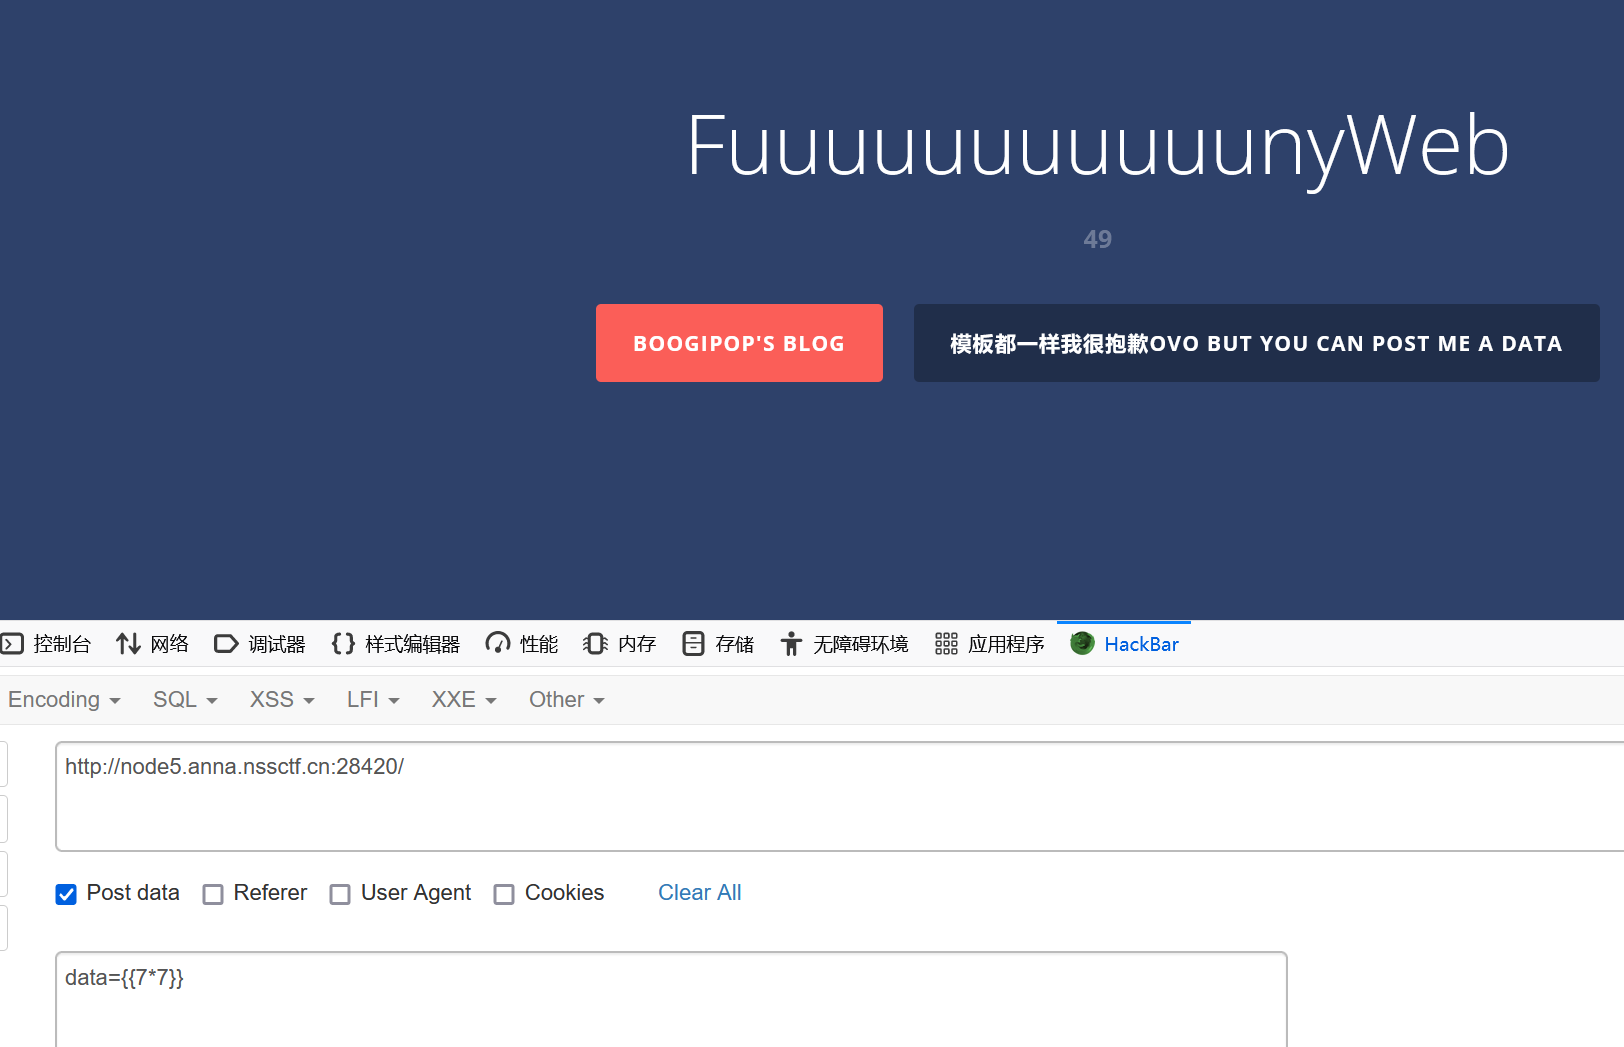 FuuuuuuuuuuunyWeb
49
BOOGIPOP'S BLOG
模板都一样我很抱歉OVO BUT YOU CAN POST ME A DATA
控制台 网络 调试器 样式编辑器 性能 内存 存储 无障碍环境 应用程序 HackBar
Encoding SQL XSS LFI XXE Other
http://node5.anna.nssctf.cn:28420/
Post data Referer User Agent Cookies Clear All
data={{7*7}}